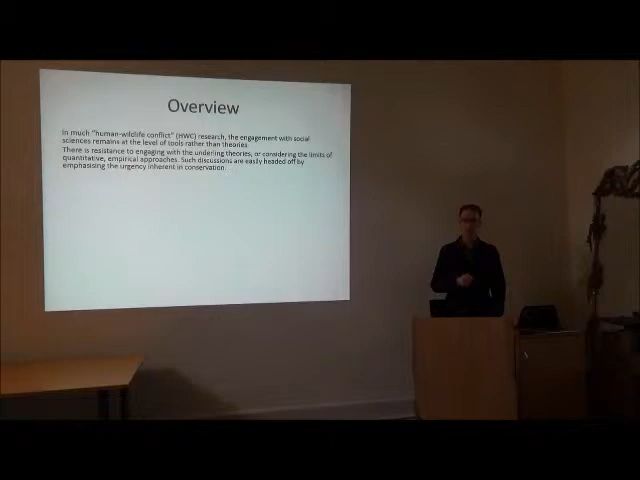 Overview
In much "human-wildlife conflict" (HWC) research, the engagement with social
sciences remains at the level of tools rather than theories
There is resistance to engaging with the underling theories, or considering the limits of
quantitative, empirical approaches. Such discussions are easily headed off by
emphasising the urgency inherent in conservation.